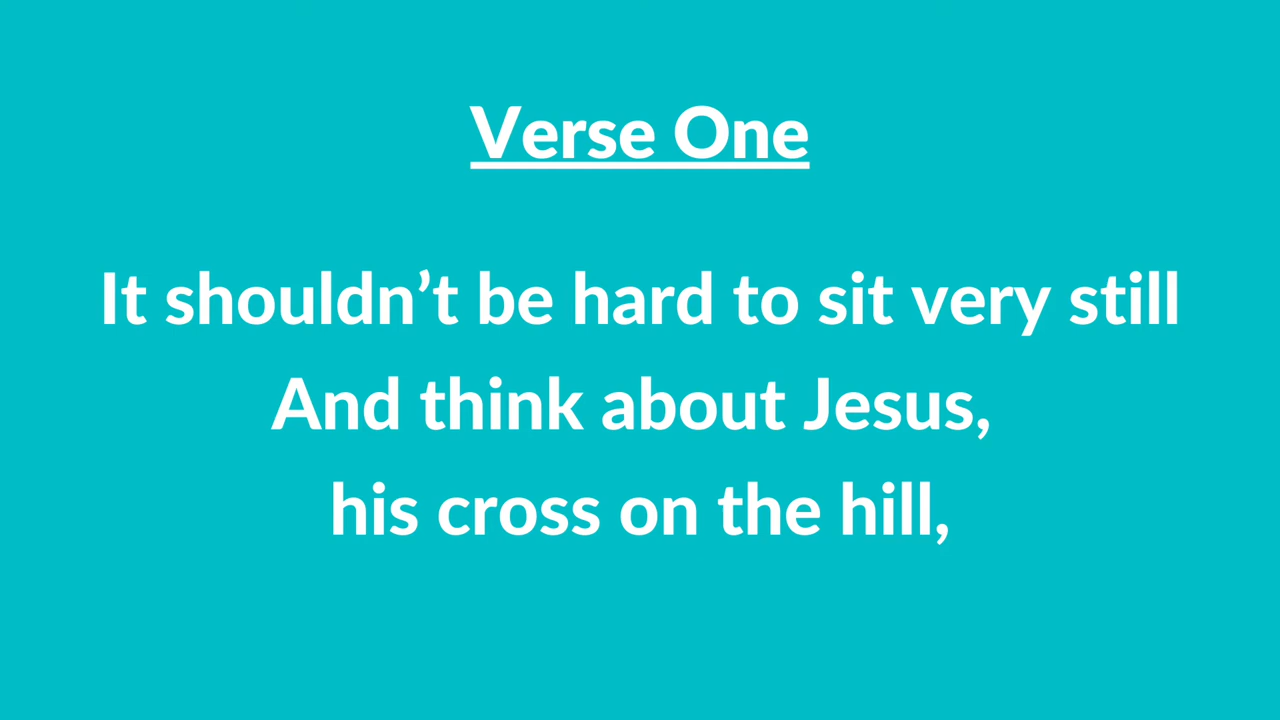 Verse One
It shouldn’t be hard to sit very still
And think about Jesus,
his cross on the hill,